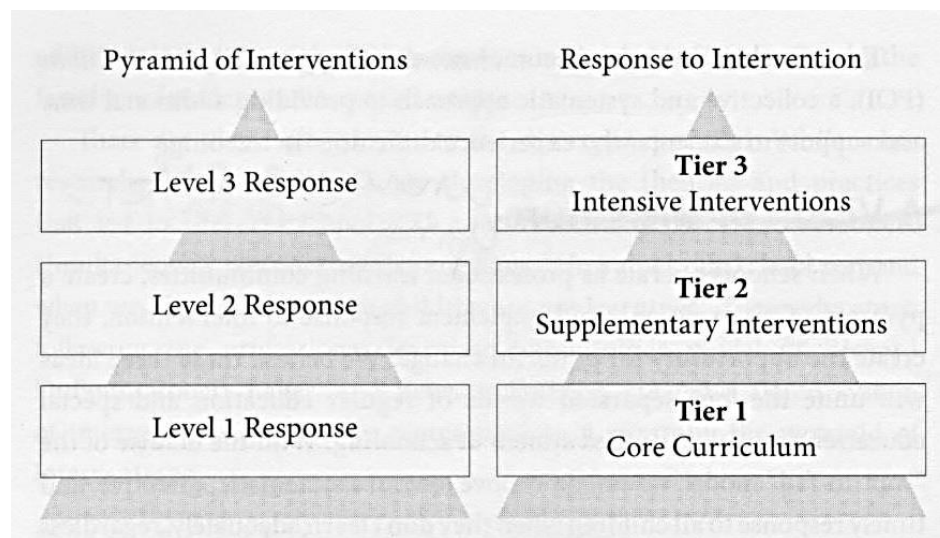 Pyramid of Interventions
Level 3 Response
Level 2 Response
Level 1 Response
Response to Intervention
Tier 3
Intensive Interventions
Tier 2
Supplementary Interventions
Tier 1
Core Curriculum